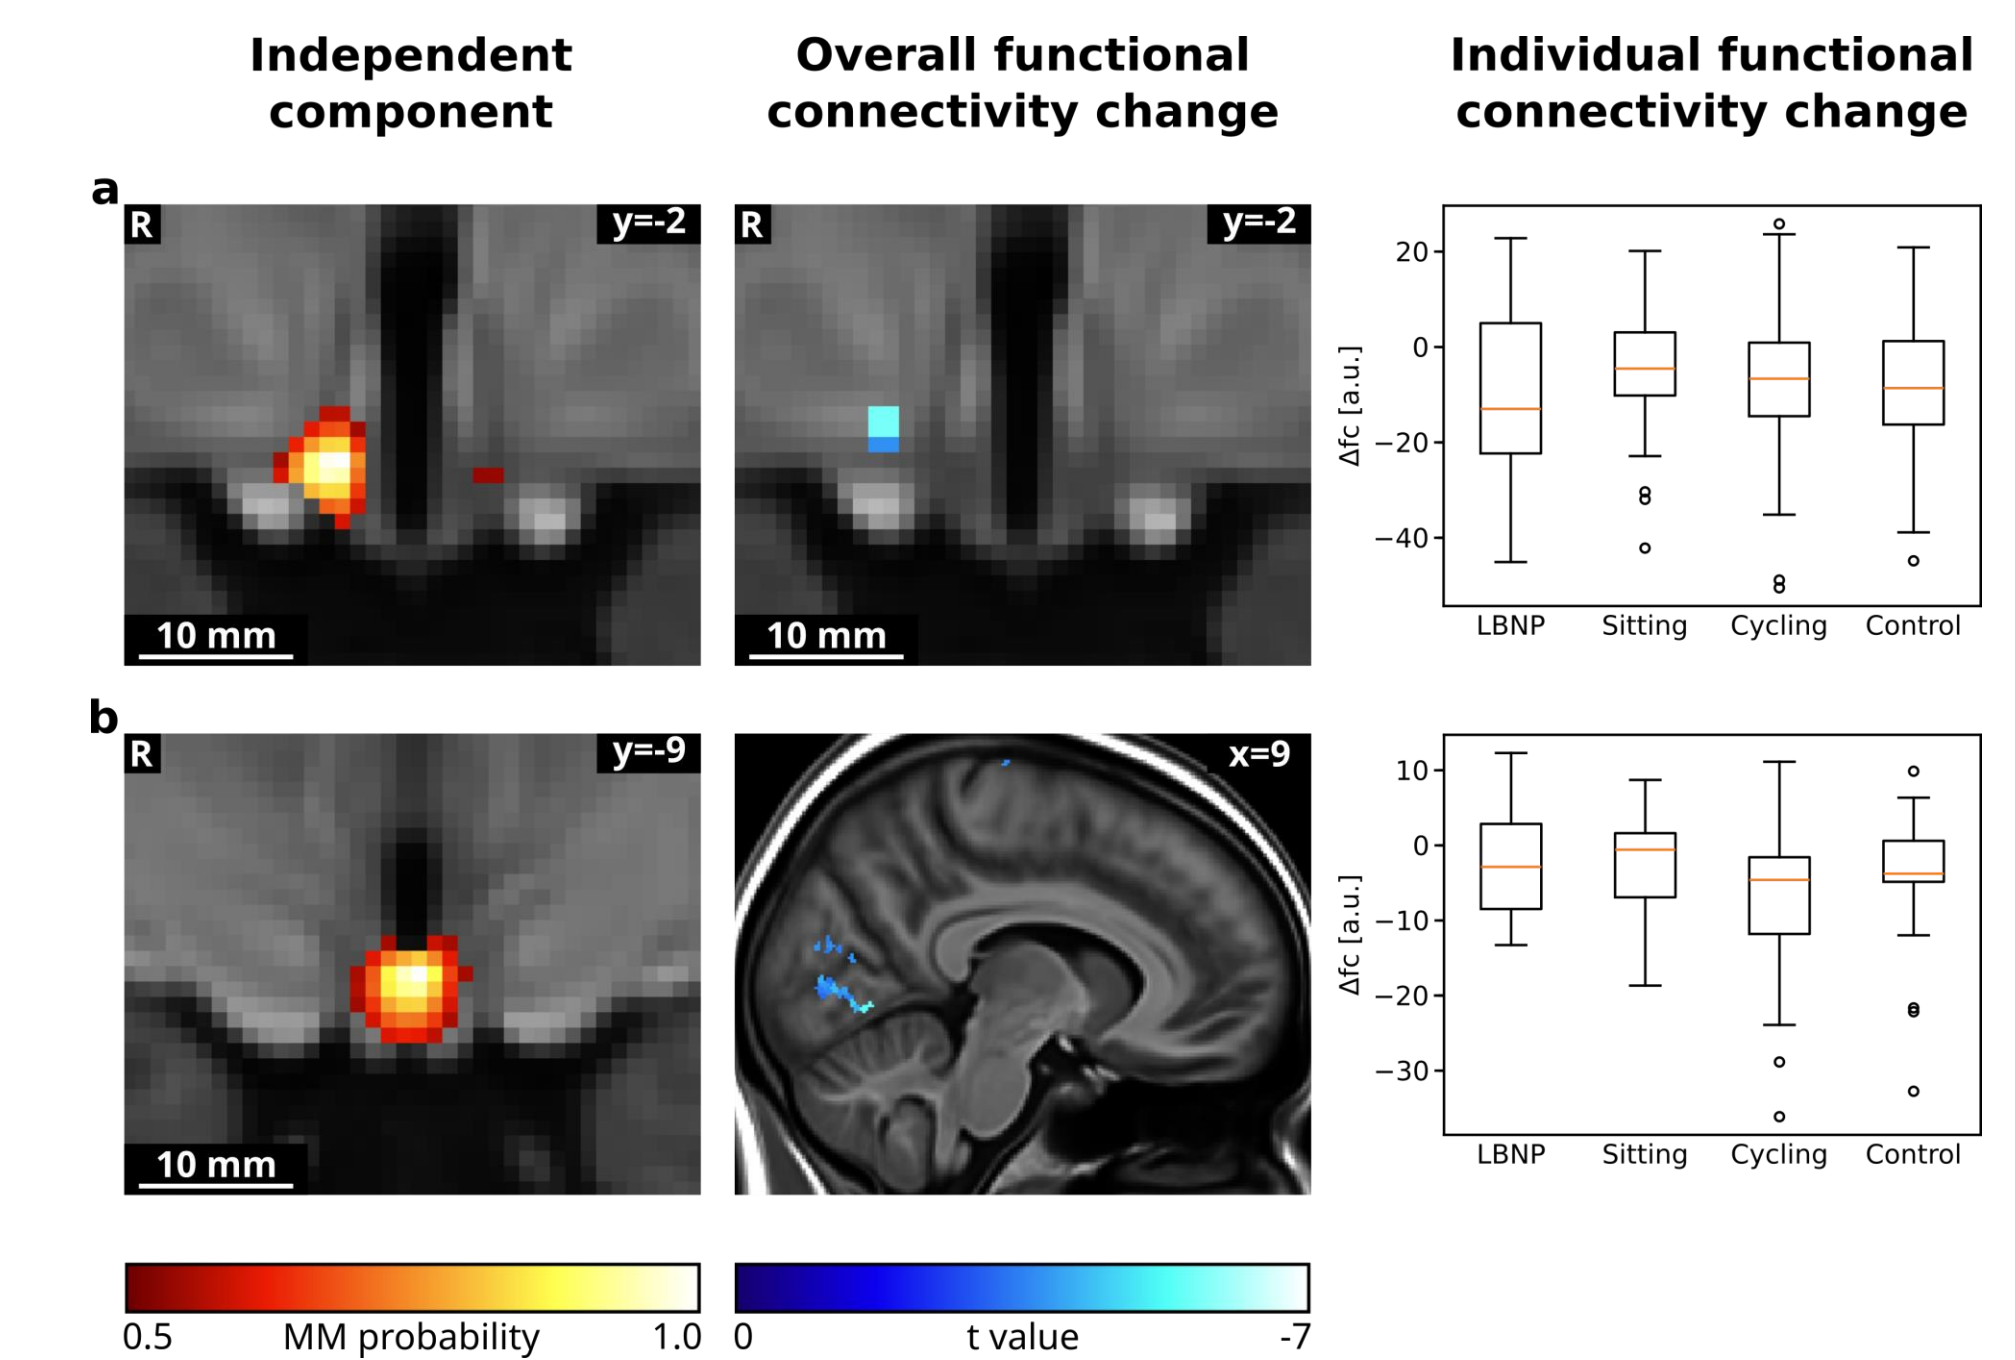 Independent
component
Overall functional
connectivity change
Individual functional
connectivity change
a
R
y=-2
10 mm
R
y=-2
10 mm
Δfc [a.u.]
20
0
−20
−40
LBNP
Sitting
Cycling
Control
b
R
y=-9
10 mm
x=9
Δfc [a.u.]
10
0
−10
−20
−30
LBNP
Sitting
Cycling
Control
0.5
MM probability
1.0
0
t value
-7